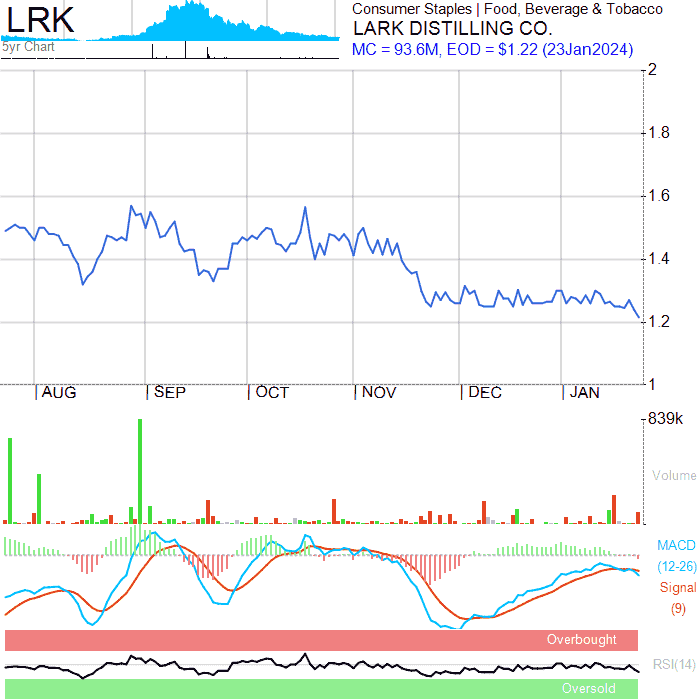 LRK
5yr Chart
Consumer Staples | Food, Beverage & Tobacco
LARK DISTILLING CO.
MC = 93.6M, EOD = $1.22 (23Jan2024)
2
1.8
1.6
1.4
1.2
1
AUG SEP OCT NOV DEC JAN
839k
Volume
MACD
(12-26)
Signal
(9)
Overbought
RSI(14)
Oversold